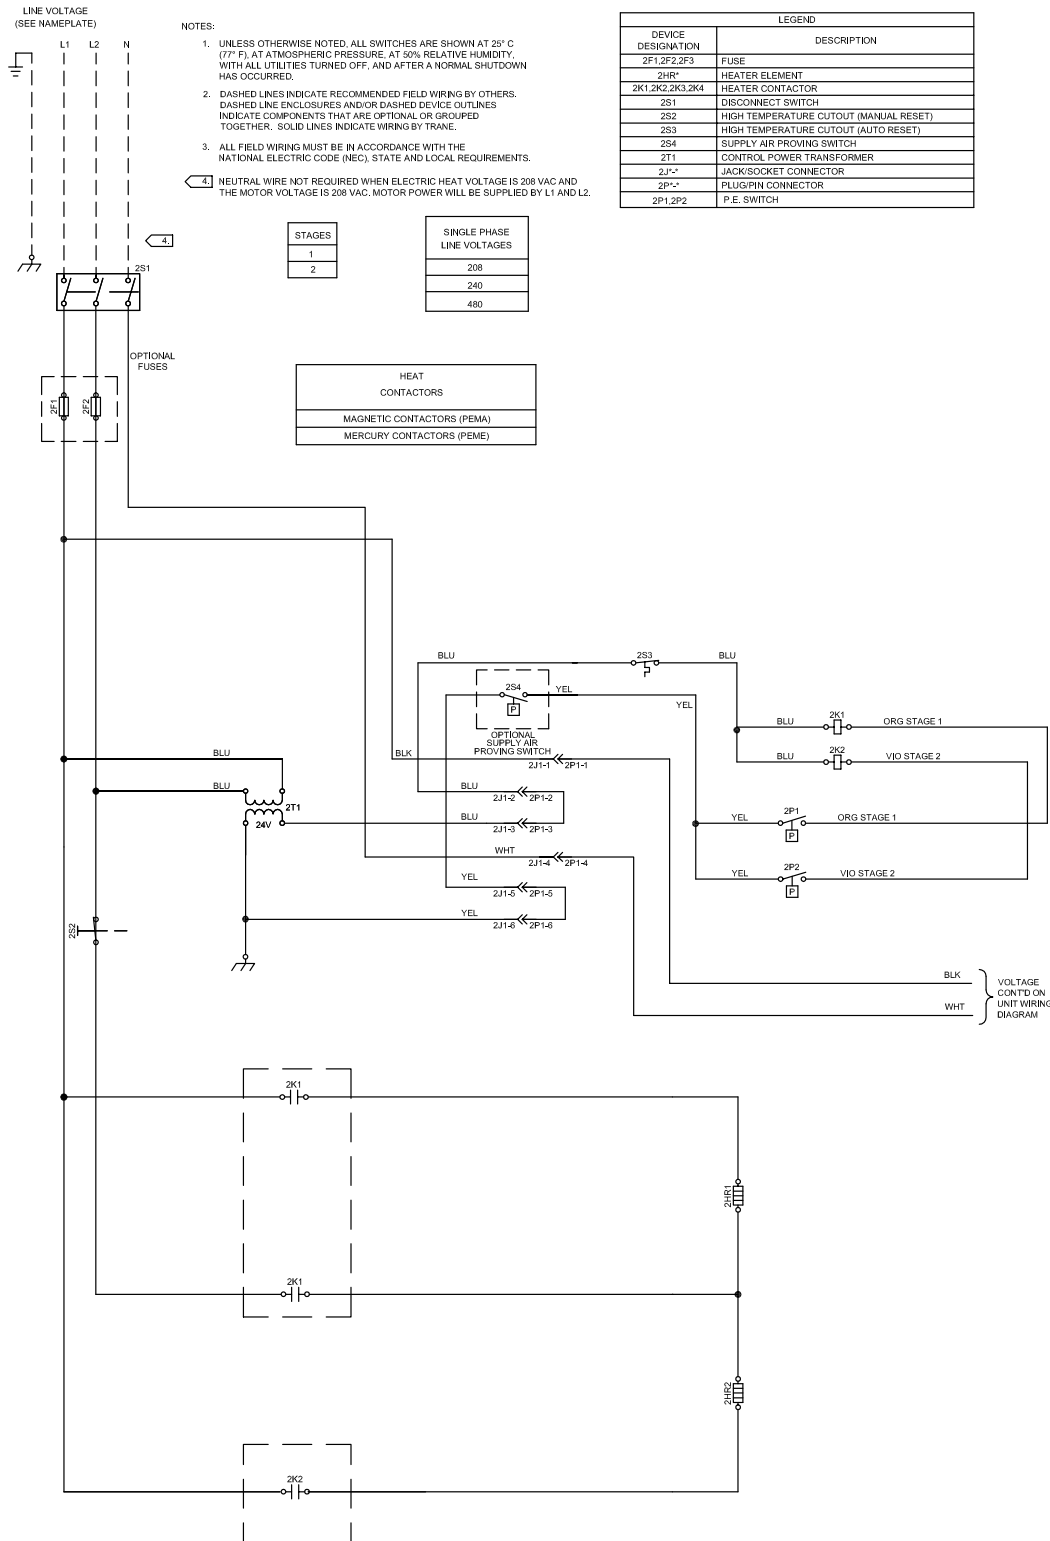 LINE VOLTAGE
(SEE NAMEPLATE)
L1 L2 N
NOTES:
1. UNLESS OTHERWISE NOTED, ALL SWITCHES ARE SHOWN AT 25° C
(77° F), AT ATMOSPHERIC PRESSURE, AT 50% RELATIVE HUMIDITY,
WITH ALL UTILITIES TURNED OFF, AND AFTER A NORMAL SHUTDOWN
HAS OCCURRED.
2. DASHED LINES INDICATE RECOMMENDED FIELD WIRING BY OTHERS.
DASHED LINE ENCLOSURES AND/OR DASHED DEVICE OUTLINES
INDICATE COMPONENTS THAT ARE OPTIONAL OR GROUPED
TOGETHER. SOLID LINES INDICATE WIRING BY TRANE.
3. ALL FIELD WIRING MUST BE IN ACCORDANCE WITH THE
NATIONAL ELECTRIC CODE (NEC), STATE AND LOCAL REQUIREMENTS.
4. NEUTRAL WIRE NOT REQUIRED WHEN ELECTRIC HEAT VOLTAGE IS 208 VAC AND
THE MOTOR VOLTAGE IS 208 VAC. MOTOR POWER WILL BE SUPPLIED BY L1 AND L2.
LEGEND
DEVICE DESIGNATION DESCRIPTION
2F1,2F2,2F3 FUSE
2HR* HEATER ELEMENT
2K1,2K2,2K3,2K4 HEATER CONTACTOR
2S1 DISCONNECT SWITCH
2S2 HIGH TEMPERATURE CUTOUT (MANUAL RESET)
2S3 HIGH TEMPERATURE CUTOUT (AUTO RESET)
2S4 SUPPLY AIR PROVING SWITCH
2T1 CONTROL POWER TRANSFORMER
2J*-* JACK/SOCKET CONNECTOR
2P*-* PLUG/PIN CONNECTOR
2P1,2P2 P.E. SWITCH
4.
STAGES
1
2
SINGLE PHASE
LINE VOLTAGES
208
240
480
2S1
OPTIONAL
FUSES
2F1 2F2
HEAT
CONTACTORS
MAGNETIC CONTACTORS (PEMA)
MERCURY CONTACTORS (PEME)
BLU 2S3 BLU
2S4 YEL
P
YEL
OPTIONAL
SUPPLY AIR
PROVING SWITCH
BLU 2K1 ORG STAGE 1
BLU 2K2 VIO STAGE 2
BLU
BLK 2J1-1 2P1-1
BLU
BLU 2J1-2 2P1-2
2T1
24V
BLU 2J1-3 2P1-3
WHT 2J1-4 2P1-4
YEL 2J1-5 2P1-5
YEL 2J1-6 2P1-6
YEL 2P1 ORG STAGE 1
P
YEL 2P2 VIO STAGE 2
P
2S2
BLK
WHT
VOLTAGE
CONT'D ON
UNIT WIRING
DIAGRAM
2K1
2HR1
2K1
2HR2
2K2